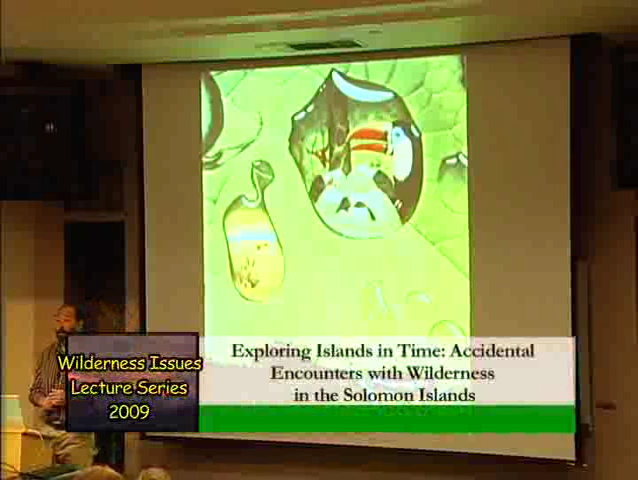 Exploring Islands in Time: Accidental
Encounters with Wilderness
in the Solomon Islands
Wilderness Issues
Lecture Series
2009